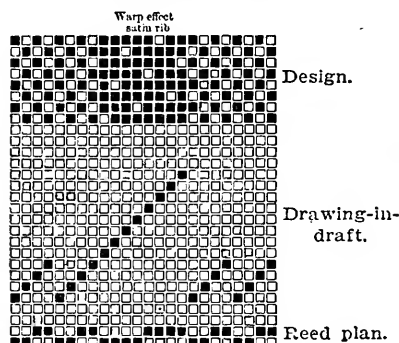 Warp effect
satin rib
Design.
Drawing-in-
draft.
Reed plan.